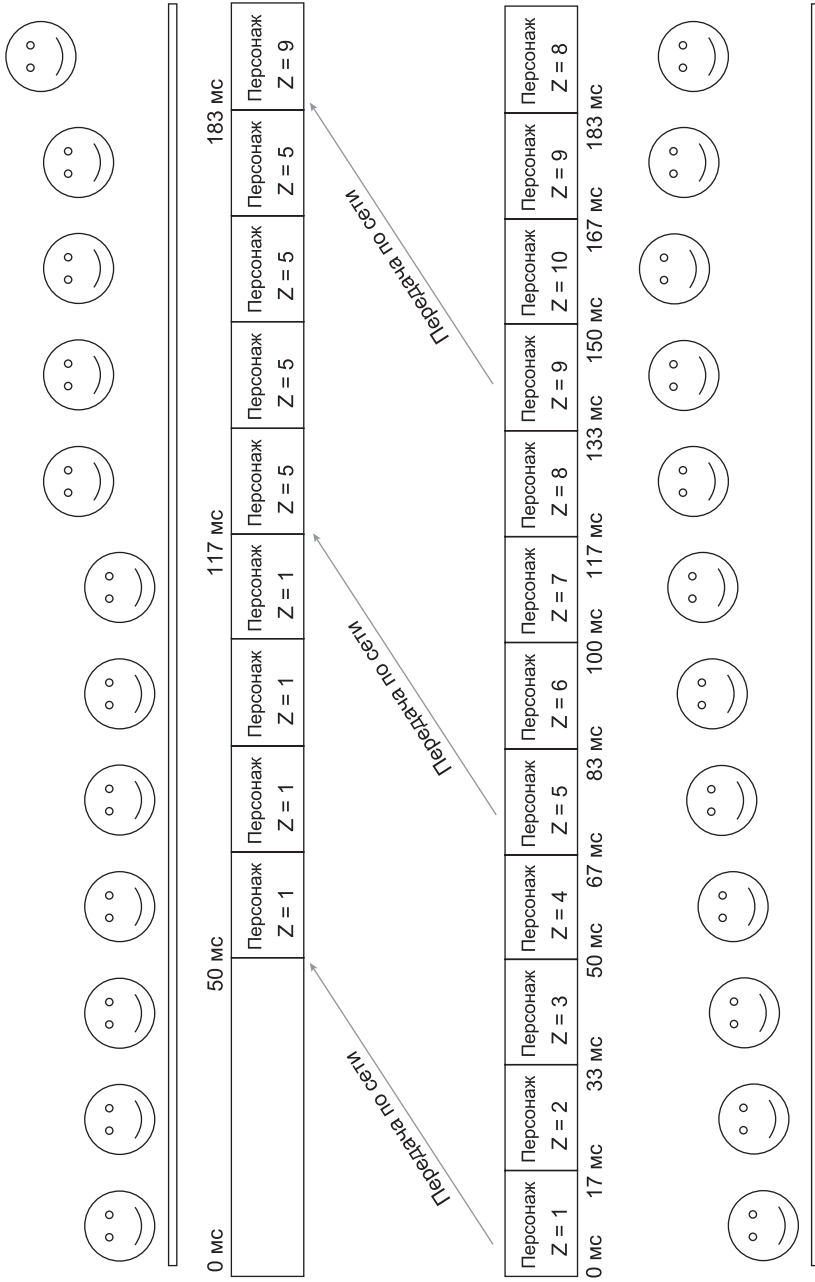 0 мс 50 мс 117 мс 183 мс
Персонаж Персонаж Персонаж Персонаж Персонаж Персонаж Персонаж Персонаж Персонаж
Z = 1 Z = 1 Z = 1 Z = 1 Z = 5 Z = 5 Z = 5 Z = 5 Z = 9
Передача по сети Передача по сети Передача по сети
Персонаж Персонаж Персонаж Персонаж Персонаж Персонаж Персонаж Персонаж Персонаж Персонаж Персонаж Персонаж
Z = 1 Z = 2 Z = 3 Z = 4 Z = 5 Z = 6 Z = 7 Z = 8 Z = 9 Z = 10 Z = 9 Z = 8
0 мс 17 мс 33 мс 50 мс 67 мс 83 мс 100 мс 117 мс 133 мс 150 мс 167 мс 183 мс